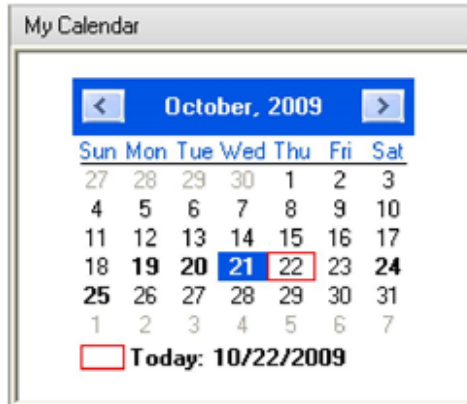 My Calendar
< October, 2009 >
Sun Mon Tue Wed Thu Fri Sat
27 28 29 30 1 2 3
4 5 6 7 8 9 10
11 12 13 14 15 16 17
18 19 20 21 22 23 24
25 26 27 28 29 30 31
1 2 3 4 5 6 7
Today: 10/22/2009